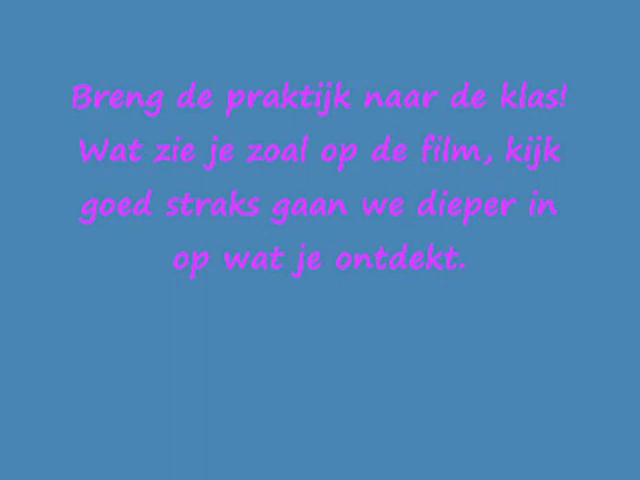 Breng de praktijk naar de klas!
Wat zie je zoal op de film, kijk
goed straks gaan we dieper in
op wat je ontdekt.